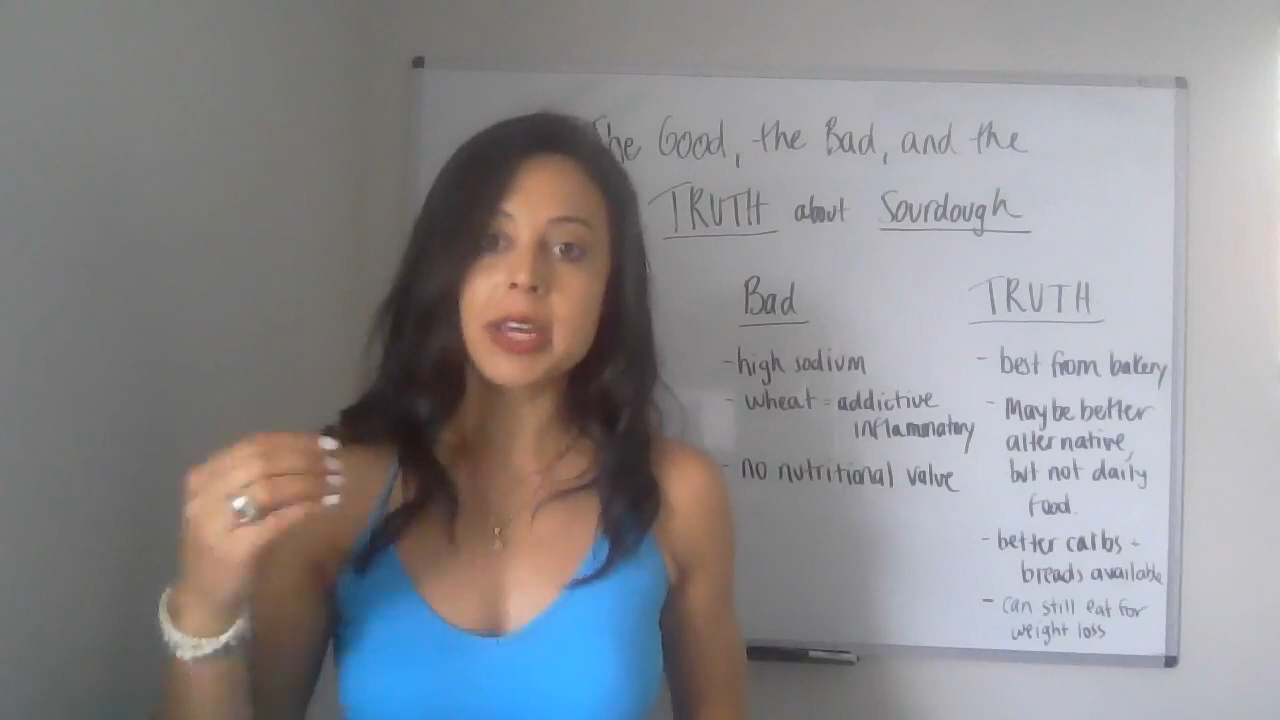 The Good, the Bad, and the
TRUTH about Sourdough
Bad
- high sodium
- wheat = addictive
inflammatory
- no nutritional value
TRUTH
- best from bakery
- Maybe better
alternative,
but not daily
food.
- better carbs +
breads available
- can still eat for
weight loss